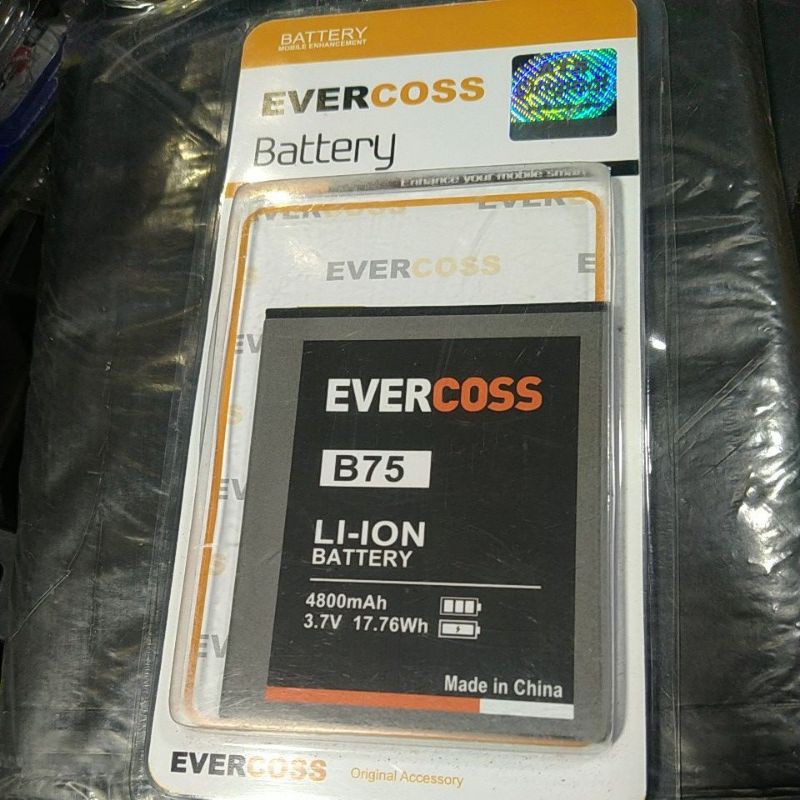 BATTERY
MOBILE ENHANCEMENT
EVERCOSS
Battery
Enhance your mobile smart
EVERCOSS
EVERCOSS
EVERCOSS
B75
LI-ION
BATTERY
4800mAh
3.7V 17.76Wh
Made in China
EVERCOSS
Original Accessory